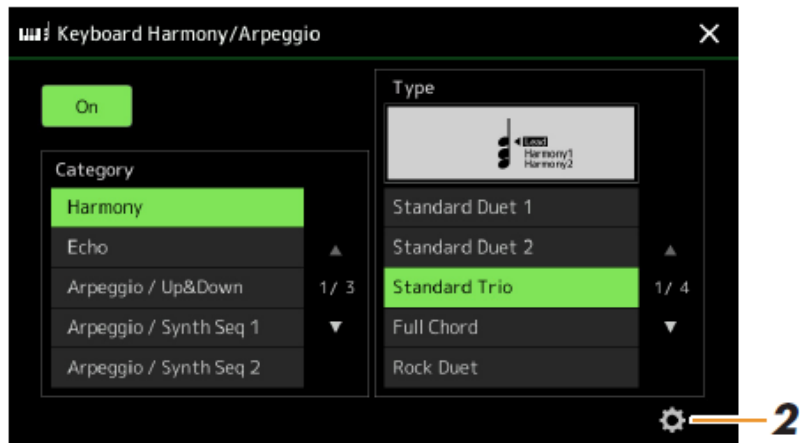 Keyboard Harmony/Arpeggio
On
Category
Harmony
Echo
Arpeggio / Up&Down
Arpeggio / Synth Seq 1
Arpeggio / Synth Seq 2
1/ 3
Type
Lead
Harmony1
Harmony2
Standard Duet 1
Standard Duet 2
Standard Trio
Full Chord
Rock Duet
1/ 4
2